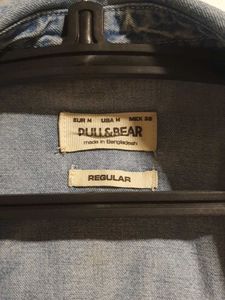 EUR M USA M MEX 38
PULL&BEAR
made in Bangladesh
REGULAR